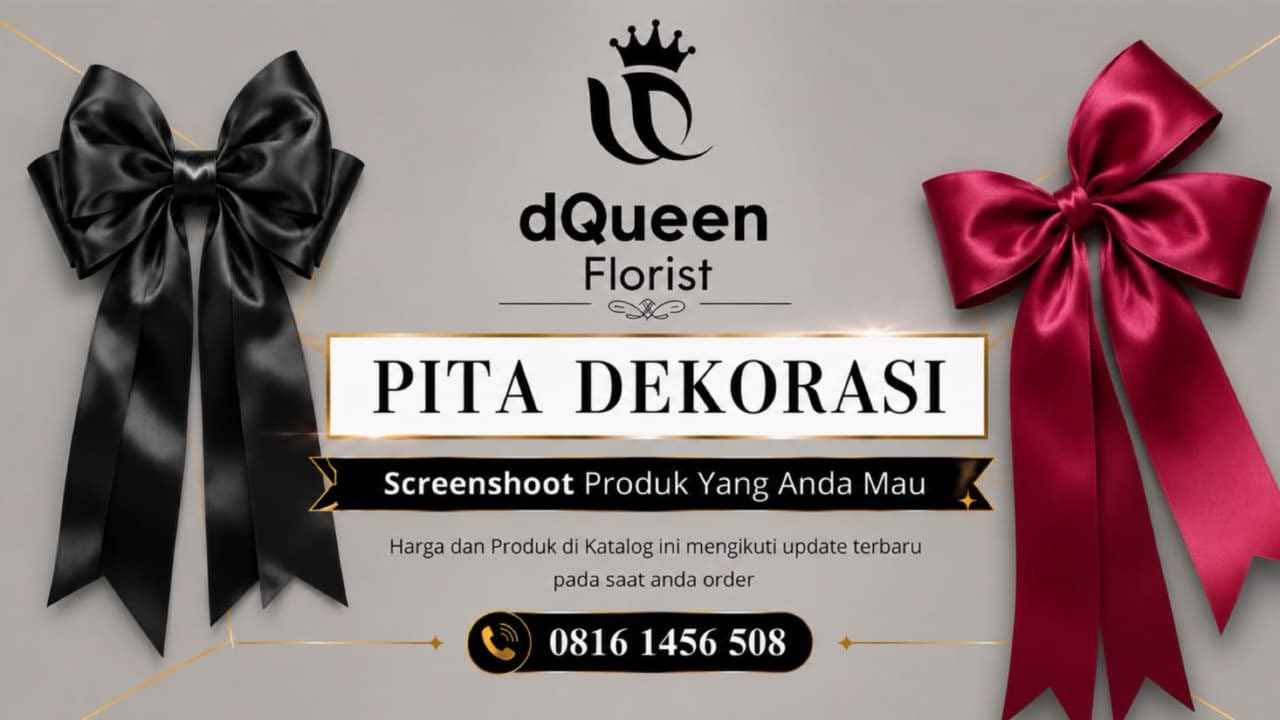 dQueen
Florist
PITA DEKORASI
Screenshoot Produk Yang Anda Mau
Harga dan Produk di Katalog ini mengikuti update terbaru
pada saat anda order
0816 1456 508